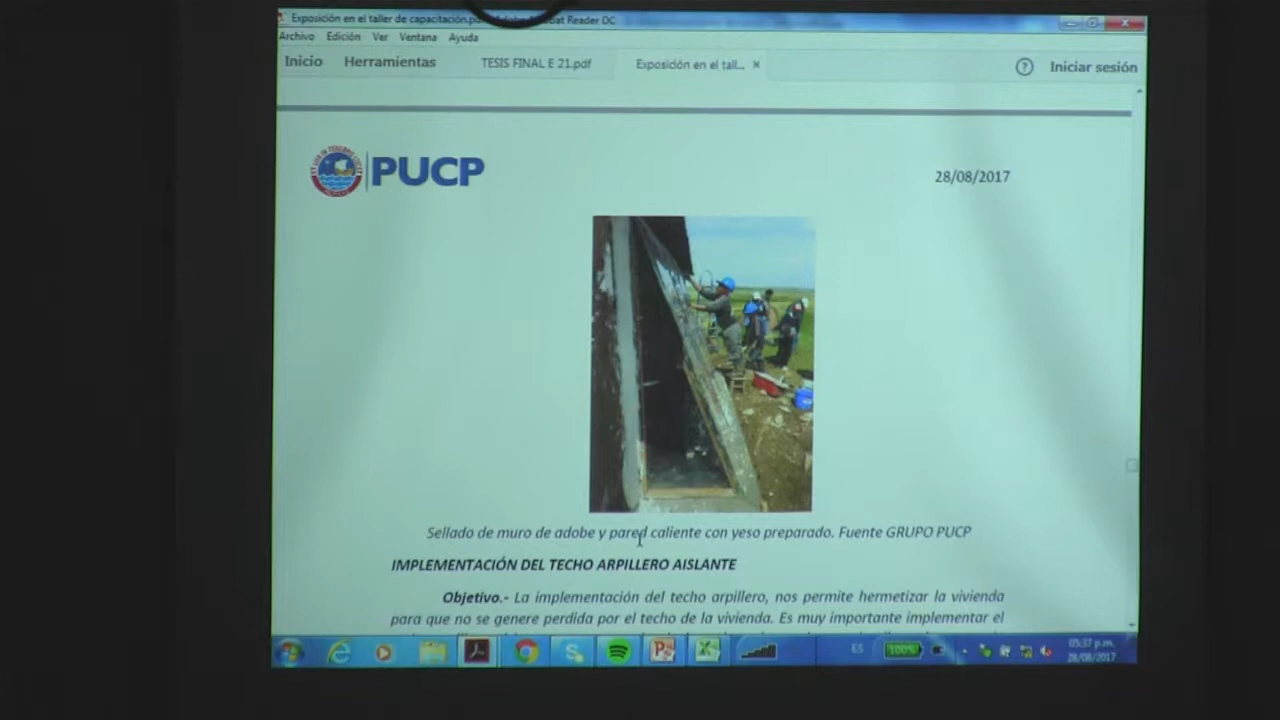 Exposición en el taller de capacitación
bat Reader DC
Archivo Edición Ver Ventana Ayuda
Inicio Herramientas TESIS FINAL E 21.pdf Exposición en el tall... × ? Iniciar sesión
PUCP
28/08/2017
Sellado de muro de adobe y pared caliente con yeso preparado. Fuente GRUPO PUCP
IMPLEMENTACIÓN DEL TECHO ARPILLERO AISLANTE
Objetivo.- La implementación del techo arpillero, nos permite hermetizar la vivienda
para que no se genere perdida por el techo de la vivienda. Es muy importante implementar el
ES 100% 05:37 p.m.
28/08/2017